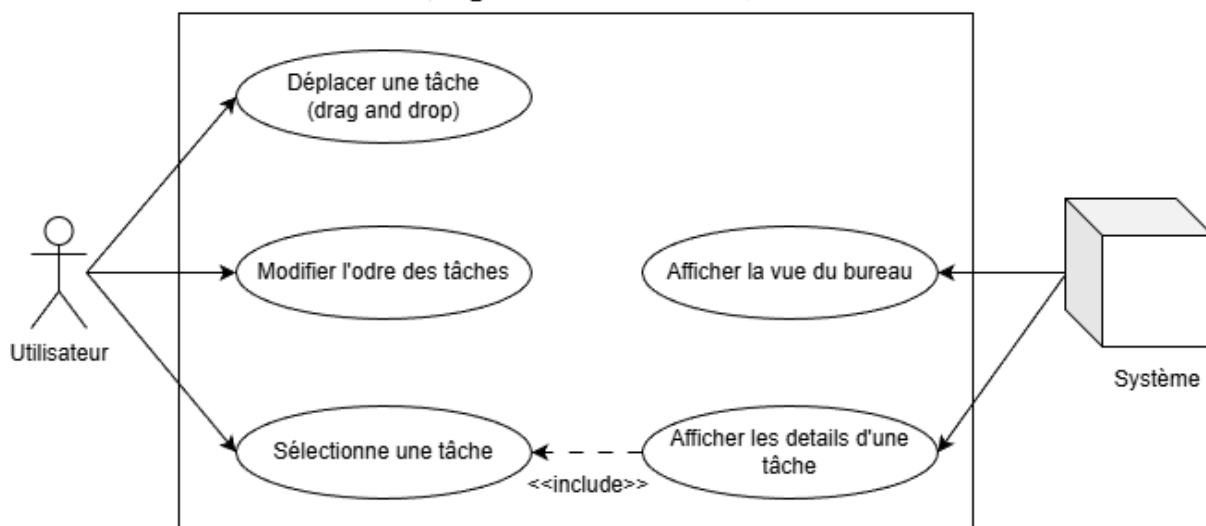 Déplacer une tâche
(drag and drop)
Modifier l'odre des tâches
Afficher la vue du bureau
Utilisateur
Système
Sélectionne une tâche
Afficher les details d'une
tâche
<<include>>